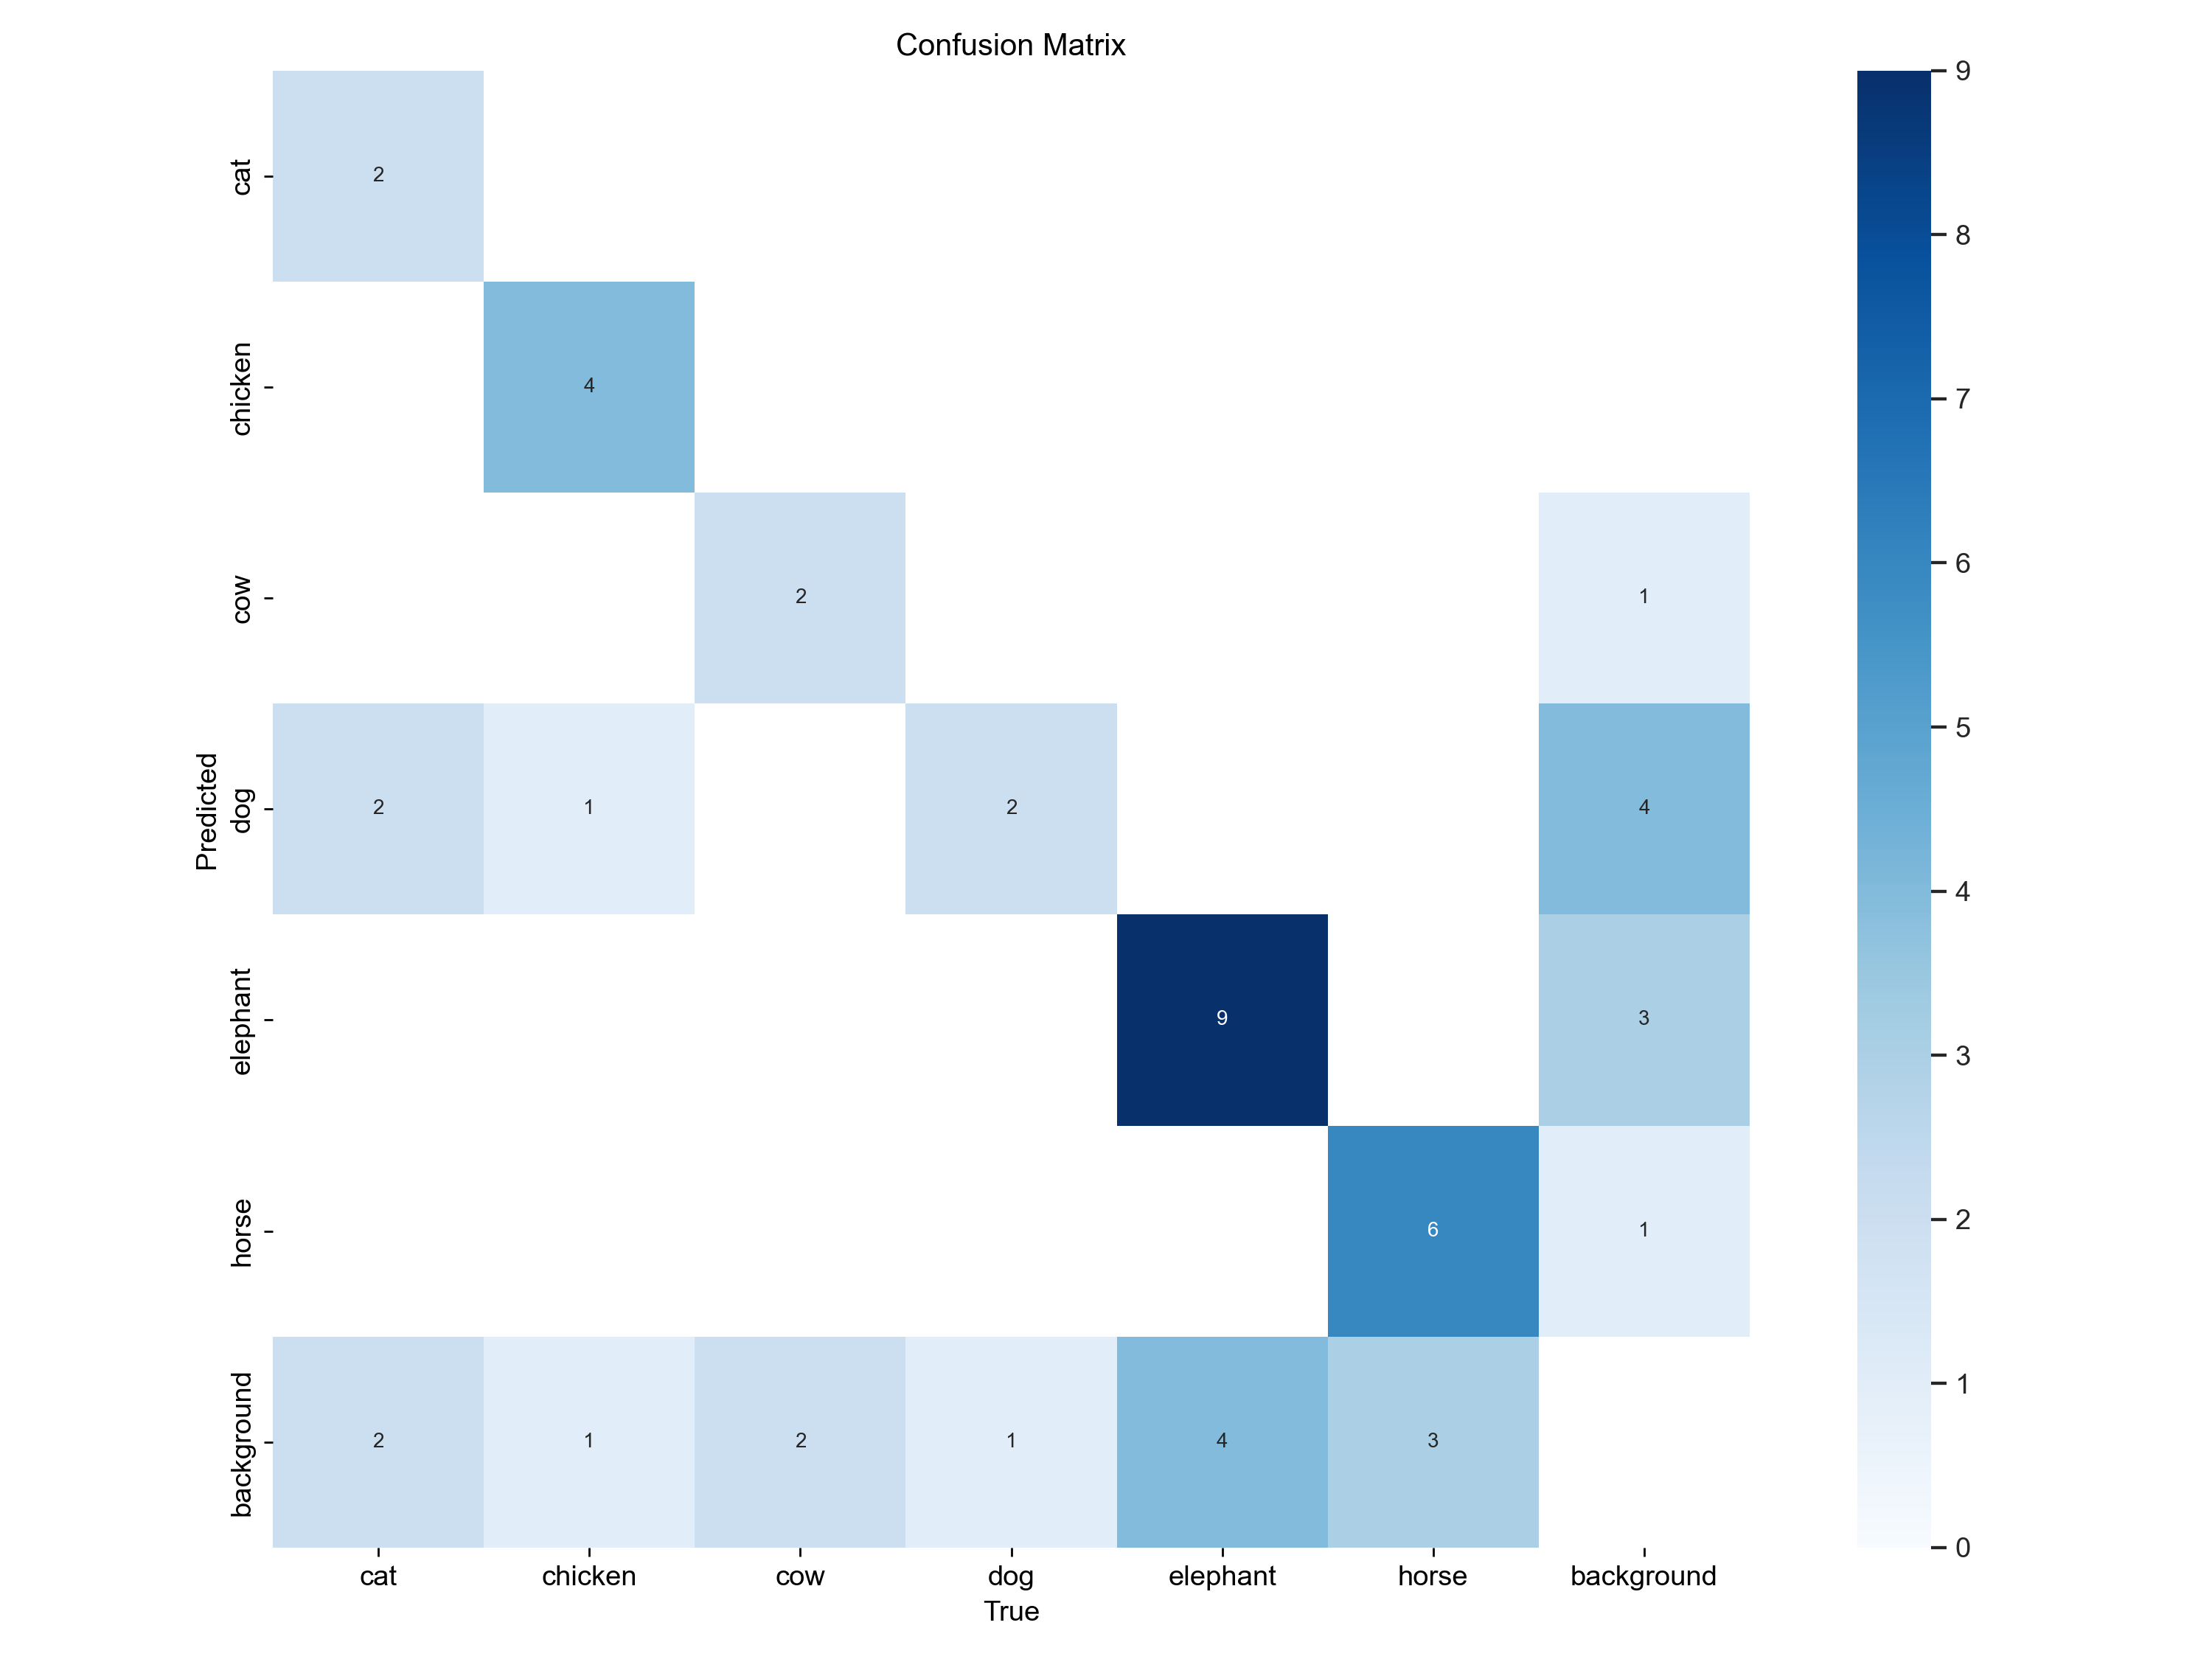 Confusion Matrix
cat
chicken
cow
dog
elephant
horse
background
Predicted
2
4
2 1
2 1 2 4
9 3
6 1
2 1 2 1 4 3
cat chicken cow dog elephant horse background
True
9
8
7
6
5
4
3
2
1
0